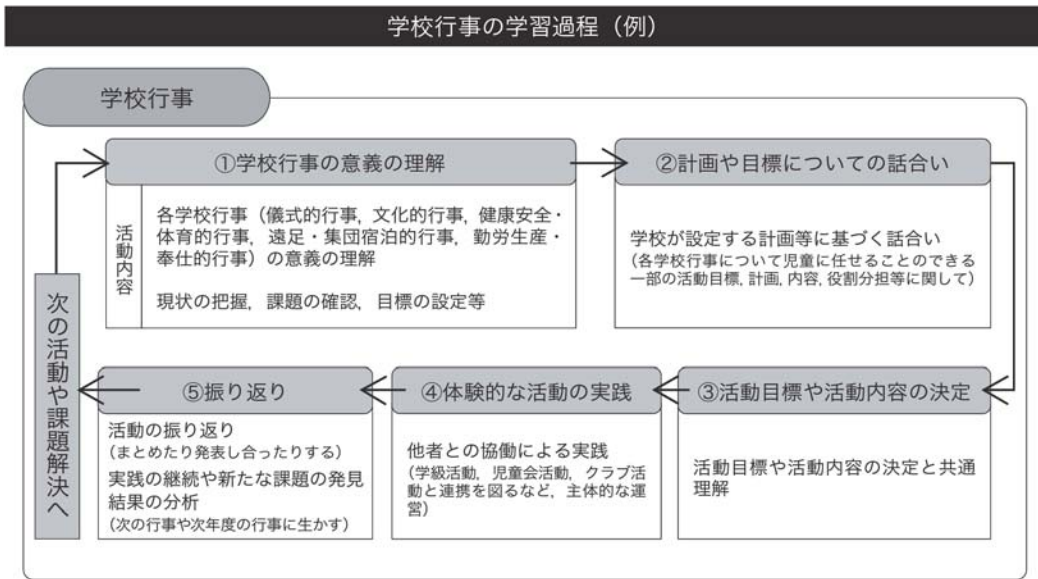 学校行事の学習過程（例）
学校行事
①学校行事の意義の理解
活動内容
各学校行事（儀式的行事，文化的行事，健康安全・
体育的行事，遠足・集団宿泊的行事，勤労生産・
奉仕的行事）の意義の理解
現状の把握，課題の確認，目標の設定等
②計画や目標についての話合い
学校が設定する計画等に基づく話合い
（各学校行事について児童に任せることのできる
一部の活動目標，計画，内容，役割分担等に関して）
③活動目標や活動内容の決定
活動目標や活動内容の決定と共通
理解
④体験的な活動の実践
他者との協働による実践
（学級活動，児童会活動，クラブ活
動と連携を図るなど，主体的な運
営）
⑤振り返り
活動の振り返り
（まとめたり発表し合ったりする）
実践の継続や新たな課題の発見
結果の分析
（次の行事や次年度の行事に生かす）
次の活動や課題解決へ